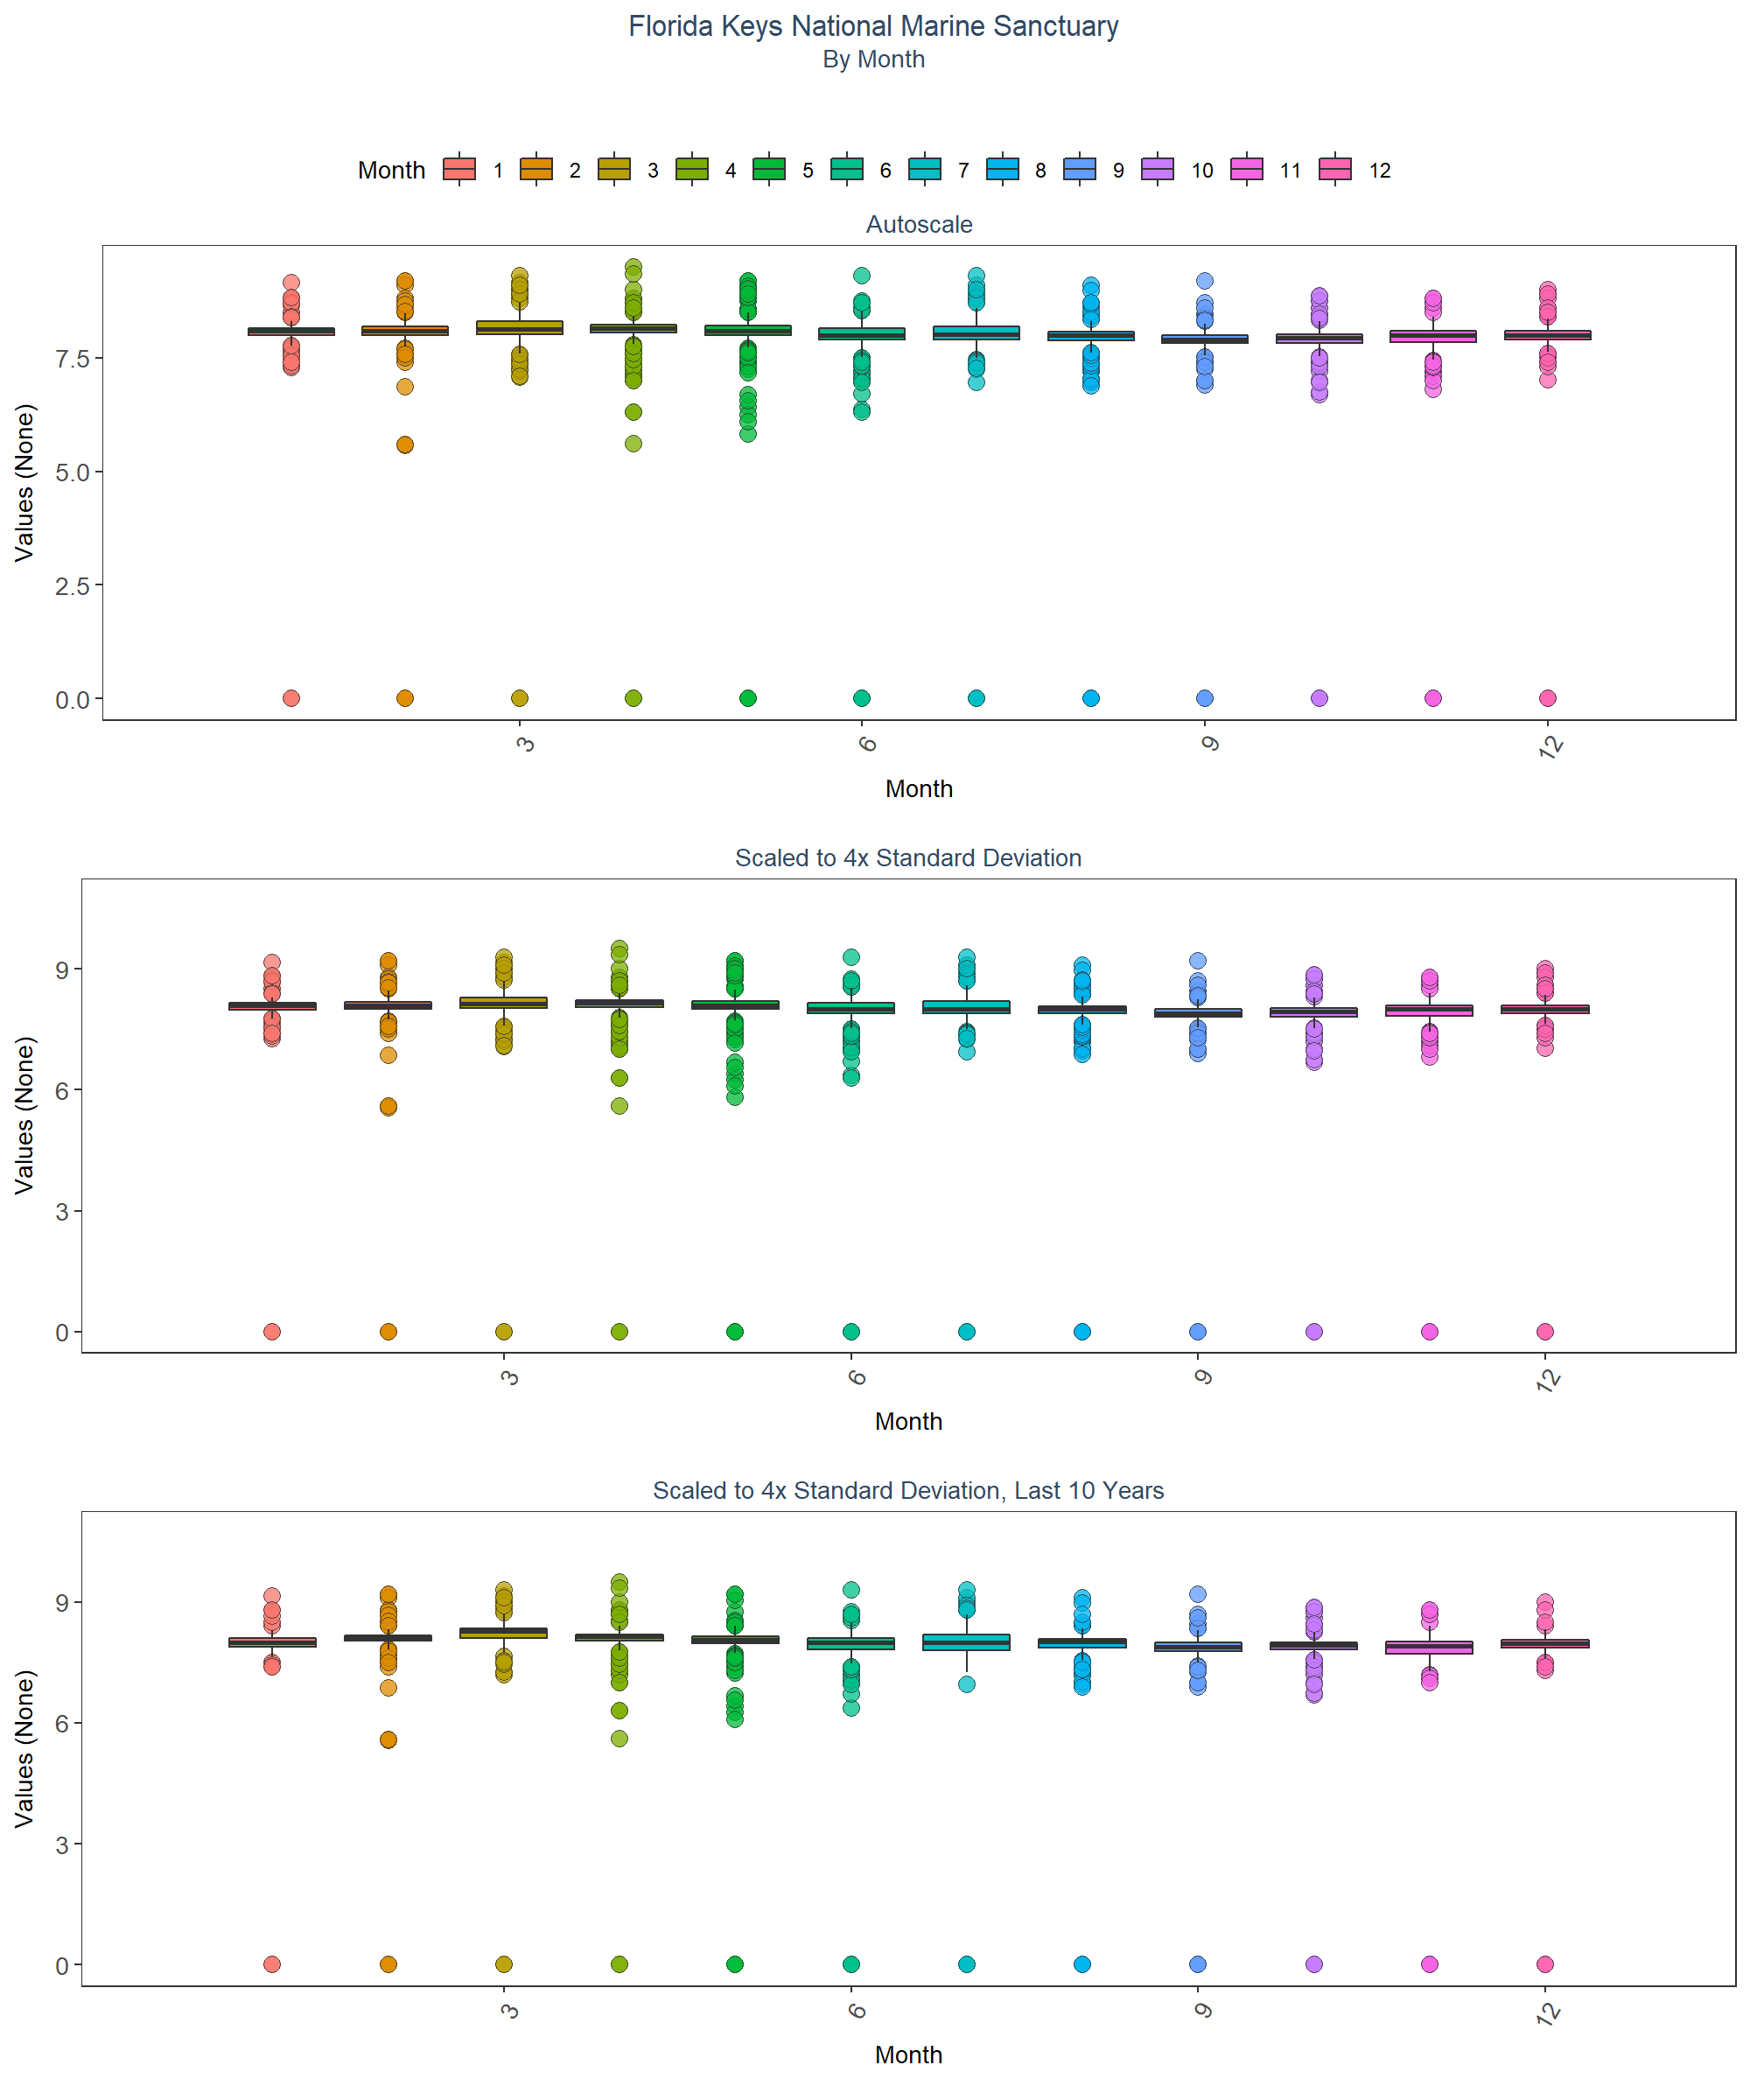 Florida Keys National Marine Sanctuary
By Month
Month 1 2 3 4 5 6 7 8 9 10 11 12
Autoscale
Values (None)
7.5
5.0
2.5
0.0
3 6 9 12
Month
Scaled to 4x Standard Deviation
Values (None)
9
6
3
0
3 6 9 12
Month
Scaled to 4x Standard Deviation, Last 10 Years
Values (None)
9
6
3
0
3 6 9 12
Month